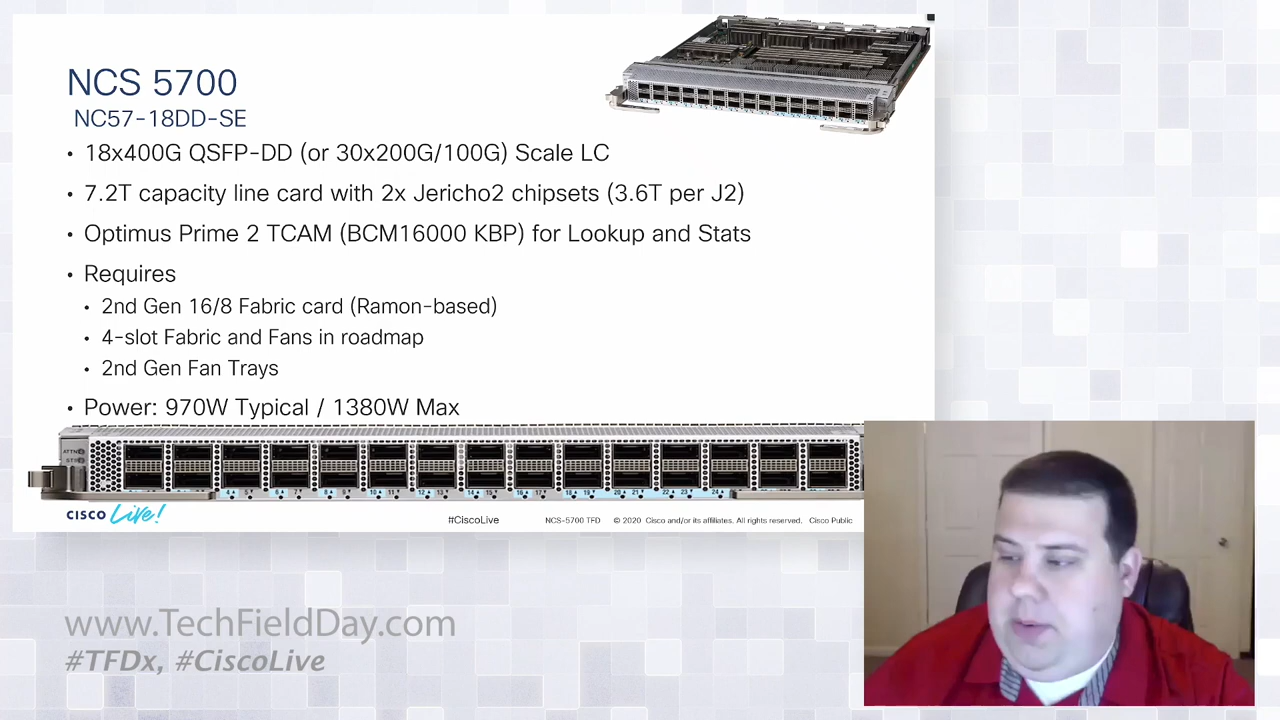 NCS 5700
NC57-18DD-SE
• 18x400G QSFP-DD (or 30x200G/100G) Scale LC
• 7.2T capacity line card with 2x Jericho2 chipsets (3.6T per J2)
• Optimus Prime 2 TCAM (BCM16000 KBP) for Lookup and Stats
• Requires
• 2nd Gen 16/8 Fabric card (Ramon-based)
• 4-slot Fabric and Fans in roadmap
• 2nd Gen Fan Trays
• Power: 970W Typical / 1380W Max
CISCO Live!
#CiscoLive
NCS-5700 TFD
© 2020 Cisco and/or its affiliates. All rights reserved. Cisco Public
www.TechFieldDay.com
#TFDx, #CiscoLive